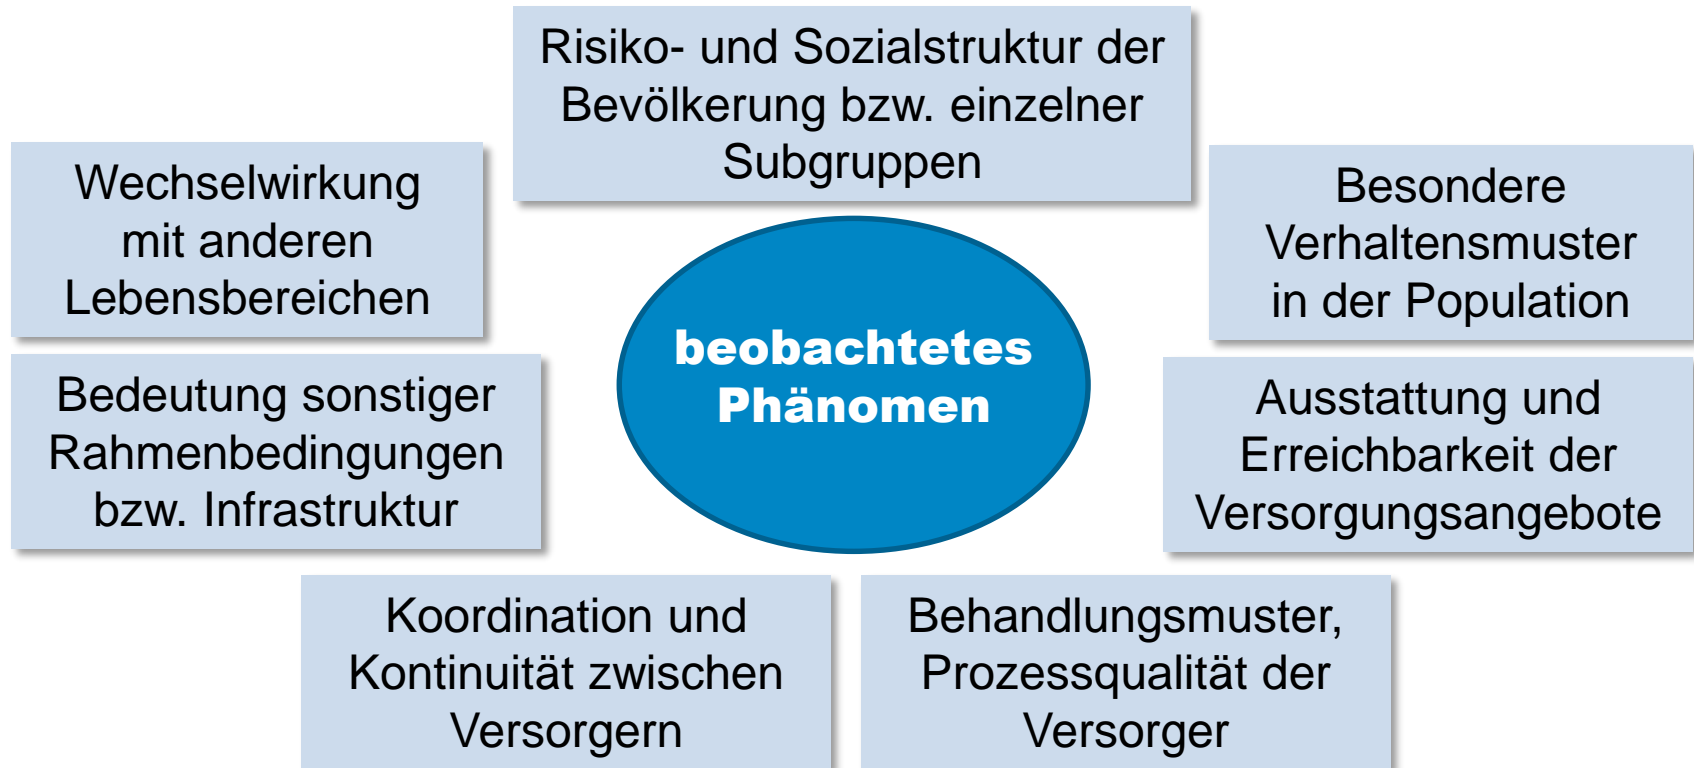 Risiko- und Sozialstruktur der
Bevölkerung bzw. einzelner
Subgruppen
Wechselwirkung
mit anderen
Lebensbereichen
Besondere
Verhaltensmuster
in der Population
beobachtetes
Phänomen
Bedeutung sonstiger
Rahmenbedingungen
bzw. Infrastruktur
Ausstattung und
Erreichbarkeit der
Versorgungsangebote
Koordination und
Kontinuität zwischen
Versorgern
Behandlungsmuster,
Prozessqualität der
Versorger